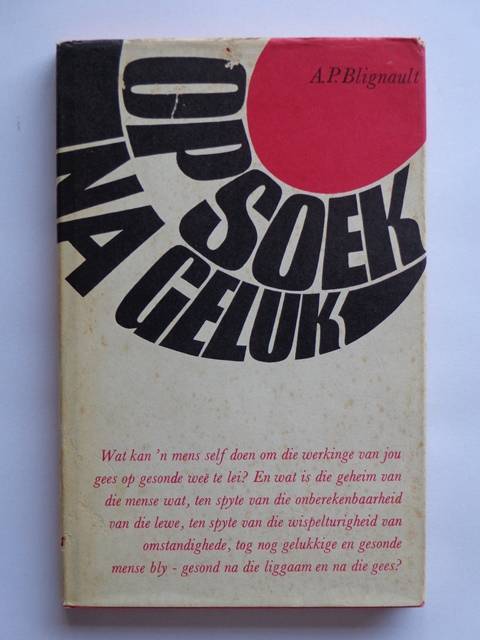 A.P. Blignault
OP SOEK
NA GELUK
Wat kan 'n mens self doen om die werkinge van jou
gees op gesonde weë te lei? En wat is die geheim van
die mense wat, ten spyte van die onberekenbaarheid
van die lewe, ten spyte van die wispelturigheid van
omstandighede, tog nog gelukkige en gesonde
mense bly - gesond na die liggaam en na die gees?